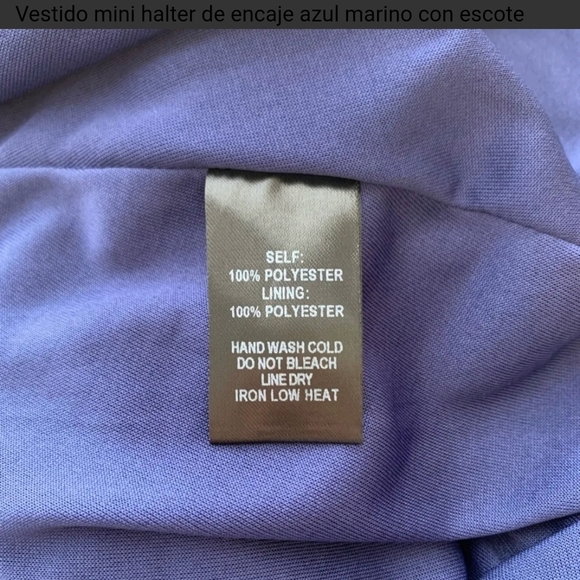 Vestido mini halter de encaje azul marino con escote
SELF:
100% POLYESTER
LINING:
100% POLYESTER
HAND WASH COLD
DO NOT BLEACH
LINE DRY
IRON LOW HEAT